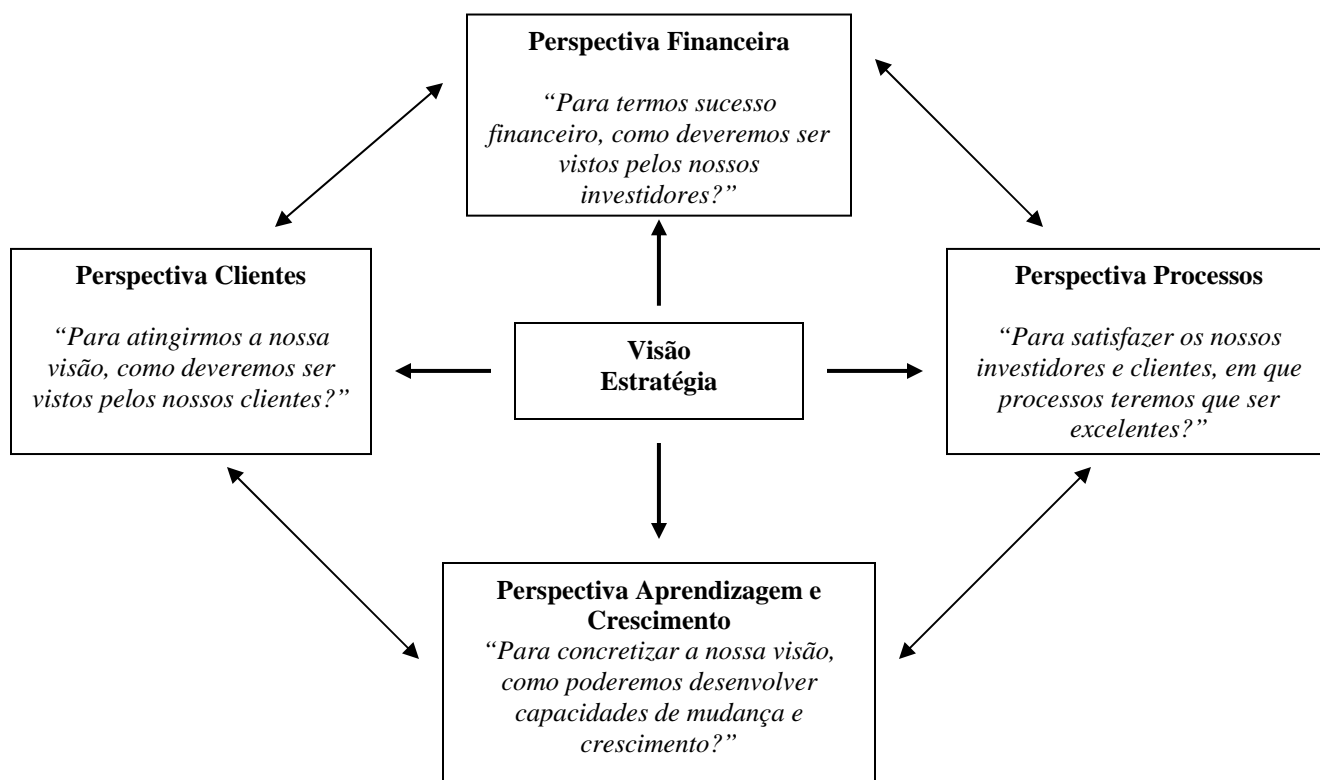 Perspectiva Financeira
“Para termos sucesso
financeiro, como deveremos ser
vistos pelos nossos
investidores?”
Perspectiva Clientes
“Para atingirmos a nossa
visão, como deveremos ser
vistos pelos nossos clientes?”
Visão
Estratégia
Perspectiva Processos
“Para satisfazer os nossos
investidores e clientes, em que
processos teremos que ser
excelentes?”
Perspectiva Aprendizagem e
Crescimento
“Para concretizar a nossa visão,
como poderemos desenvolver
capacidades de mudança e
crescimento?”